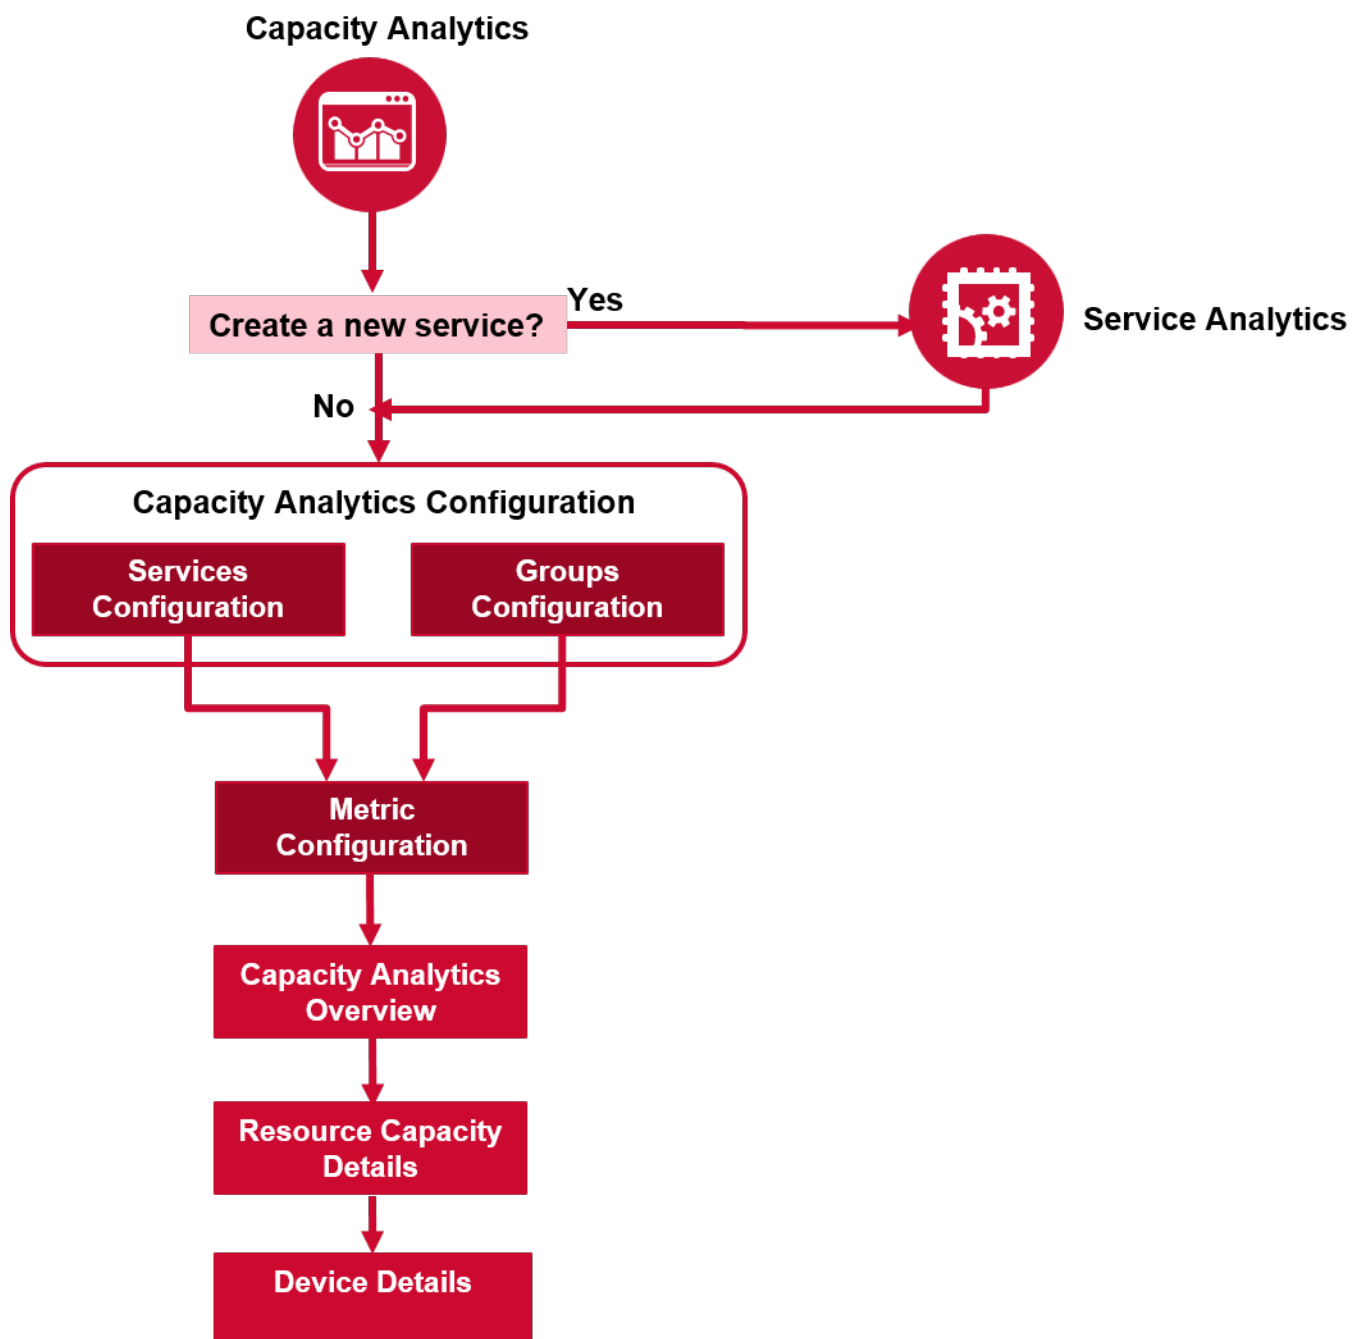 Capacity Analytics
Create a new service?
Yes
Service Analytics
No
Capacity Analytics Configuration
Services
Configuration
Groups
Configuration
Metric
Configuration
Capacity Analytics
Overview
Resource Capacity
Details
Device Details